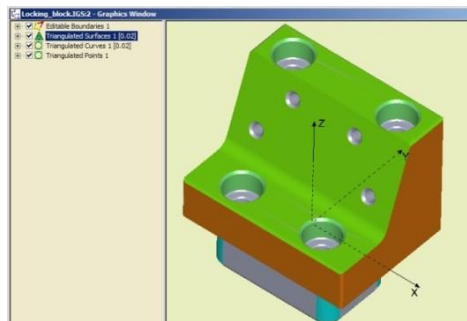 Locking_block.IGS:2 - Graphics Window
Editable Boundaries 1
Triangulated Surfaces 1 [0.02]
Triangulated Curves 1 [0.02]
Triangulated Points 1
Z
Y
X